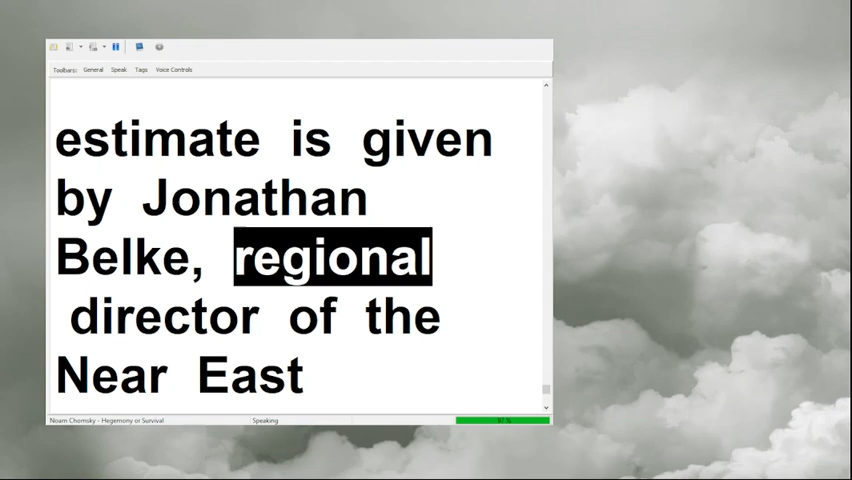 Toolbars: General Speak Tags Voice Controls
estimate is given
by Jonathan
Belke, regional
director of the
Near East
Noam Chomsky - Hegemony or Survival Speaking 97 %